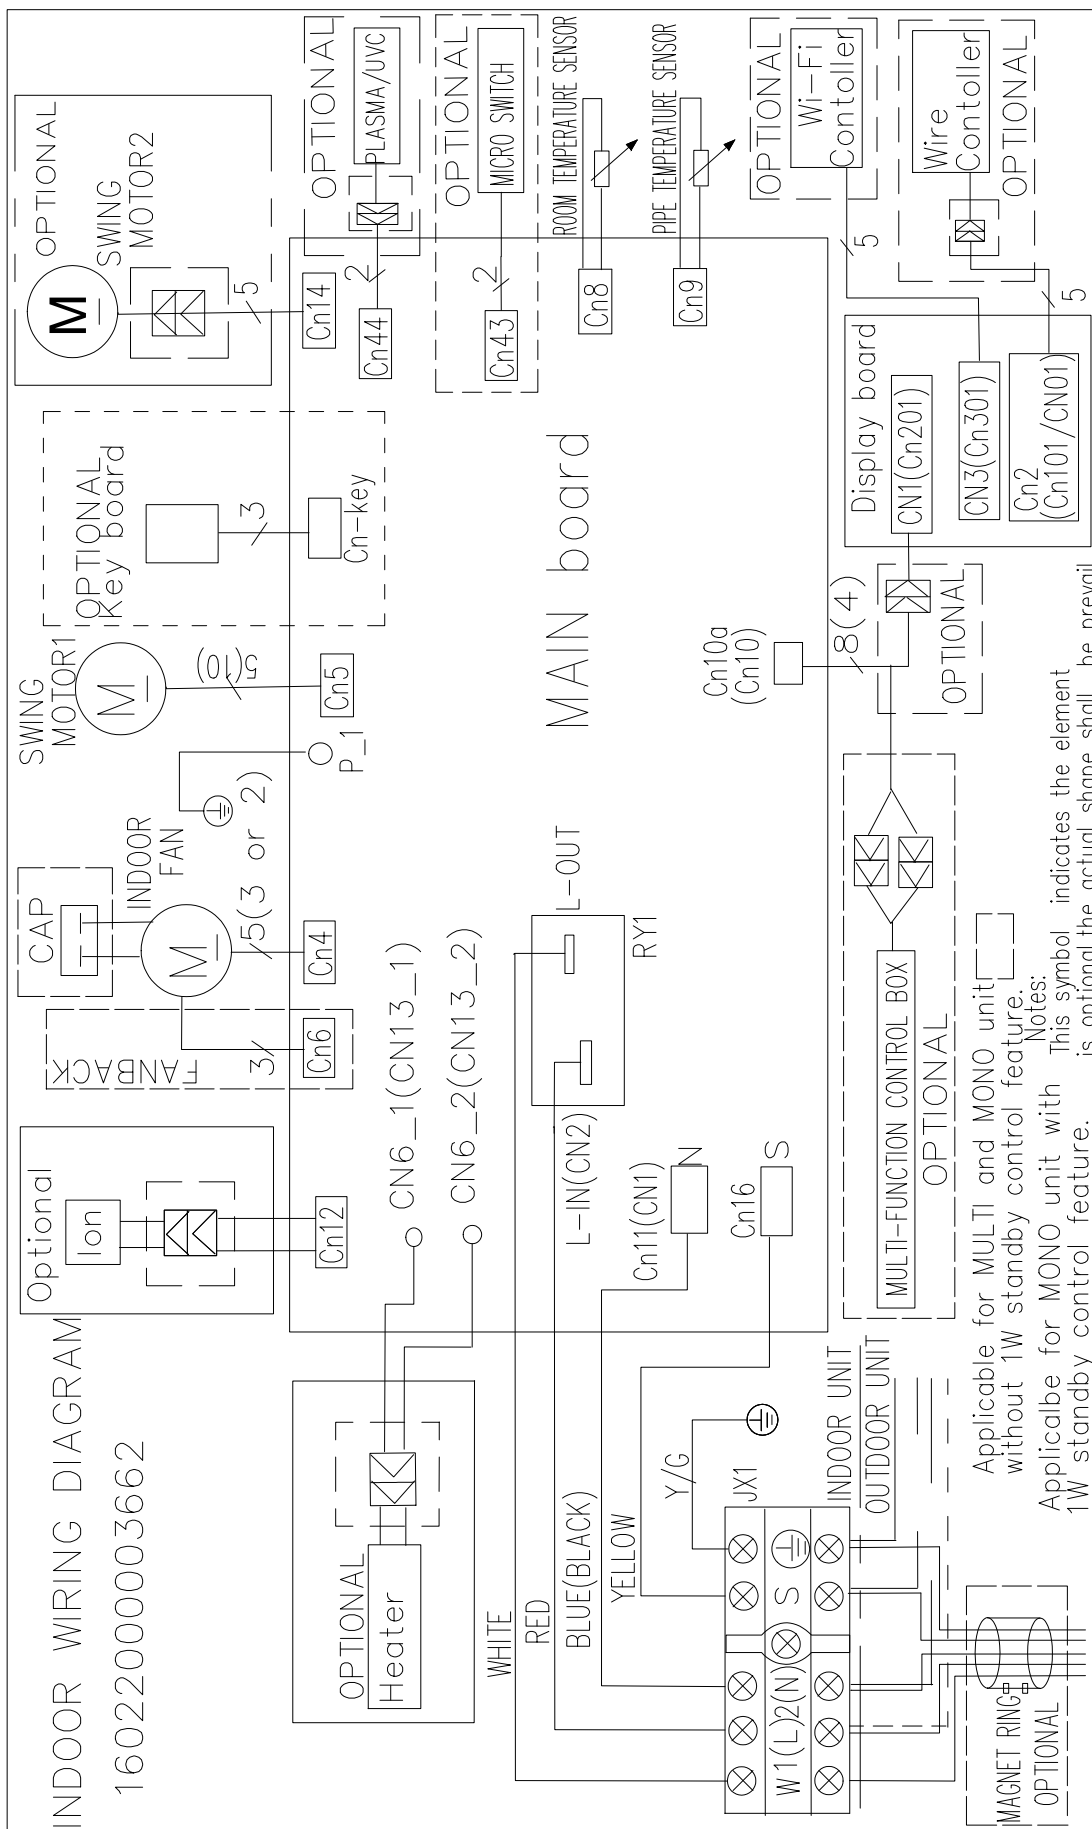 INDOOR WIRING DIAGRAM
16022000003662
Optional
Ion
Cn12
FANBACK
3
Cn6
CAP
INDOOR
FAN
M
5(3 or 2)
Cn4
P_1
SWING
MOTOR1
M
5(10)
Cn5
OPTIONAL
Key board
3
Cn-key
OPTIONAL
SWING
MOTOR2
M
5
Cn14
OPTIONAL
PLASMA/UVC
2
Cn44
OPTIONAL
MICRO SWITCH
2
Cn43
ROOM TEMPERATURE SENSOR
Cn8
PIPE TEMPERATURE SENSOR
Cn9
OPTIONAL
Wi-Fi
Contoller
5
Wire
Contoller
OPTIONAL
5
Display board
CN1(Cn201)
CN3(Cn301)
Cn2
(Cn101/CN01)
OPTIONAL
8(4)
Cn10a
(Cn10)
MAIN board
OPTIONAL
Heater
CN6_1(CN13_1)
CN6_2(CN13_2)
L-IN(CN2)
L-OUT
RY1
Cn11(CN1)
N
Cn16
S
WHITE
RED
BLUE(BLACK)
YELLOW
Y/G
JX1
W1(L)2(N) S
INDOOR UNIT
OUTDOOR UNIT
MULTI-FUNCTION CONTROL BOX
OPTIONAL
MAGNET RING
OPTIONAL
Applicable for MULTI and MONO unit
without 1W standby control feature.
Applicalbe for MONO unit with
1W standby control feature.
Notes:
This symbol indicates the element
is optional,the actual shape shall be prevail